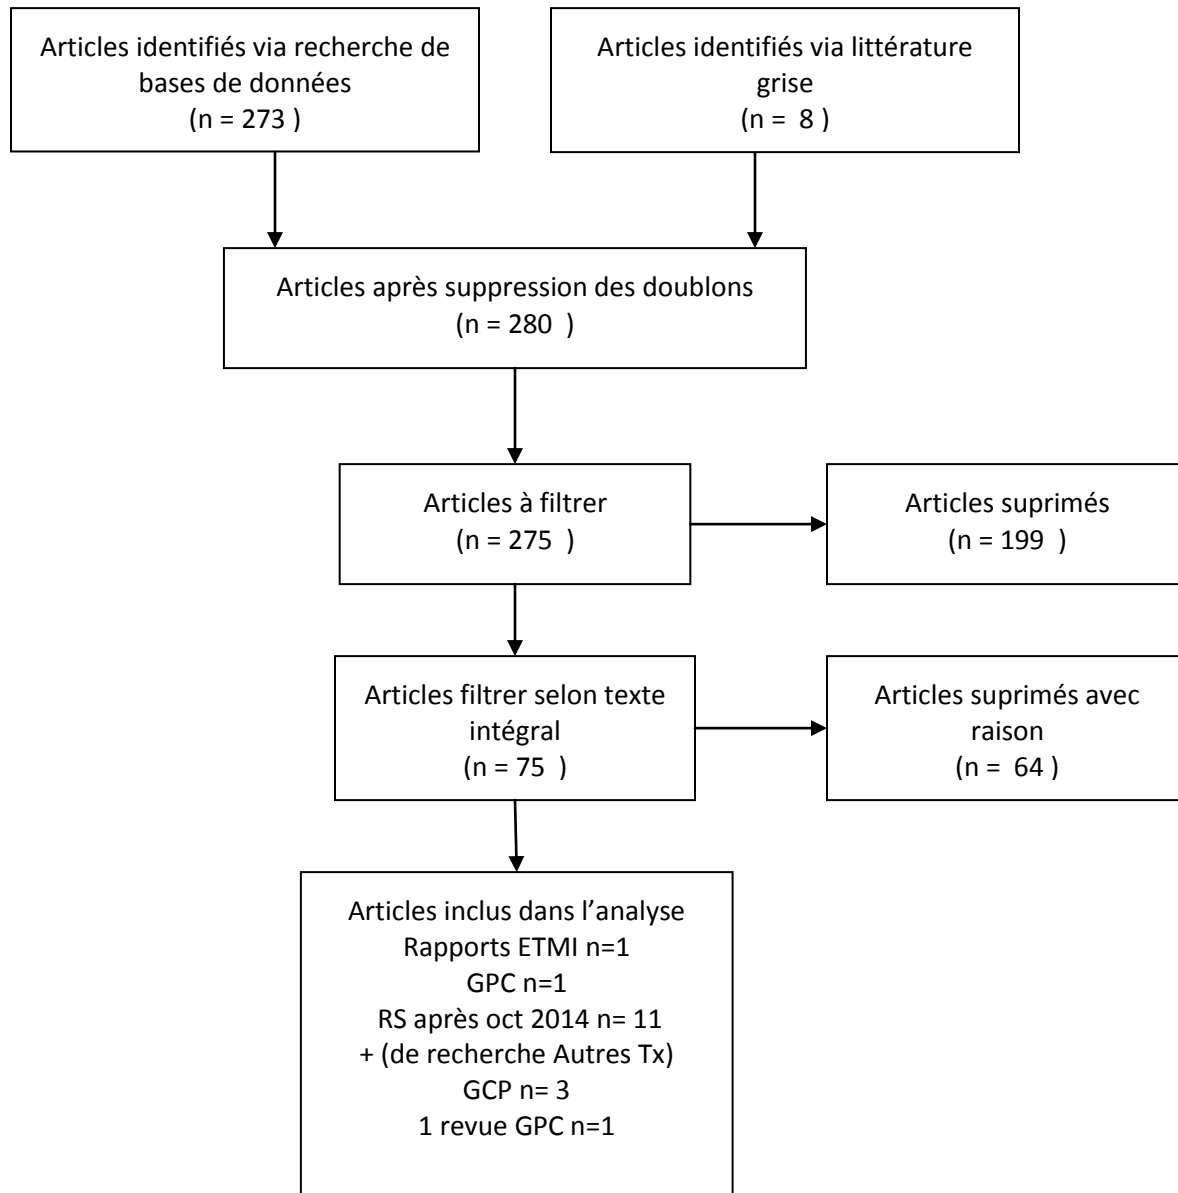 Articles identifiés via recherche de
bases de données
(n = 273 )
Articles identifiés via littérature
grise
(n =  8 )
Articles après suppression des doublons
(n = 280  )
Articles à filtrer
(n = 275  )
Articles suprimés
(n = 199  )
Articles filtrer selon texte
intégral
(n = 75  )
Articles suprimés avec
raison
(n =  64 )
Articles inclus dans l’analyse
Rapports ETMI n=1
GPC n=1
RS après oct 2014 n= 11
+ (de recherche Autres Tx)
GCP n= 3
1 revue GPC n=1